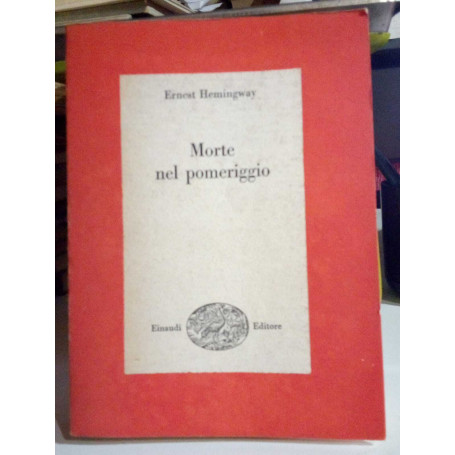 Ernest Hemingway
Morte
nel pomeriggio
Einaudi Editore